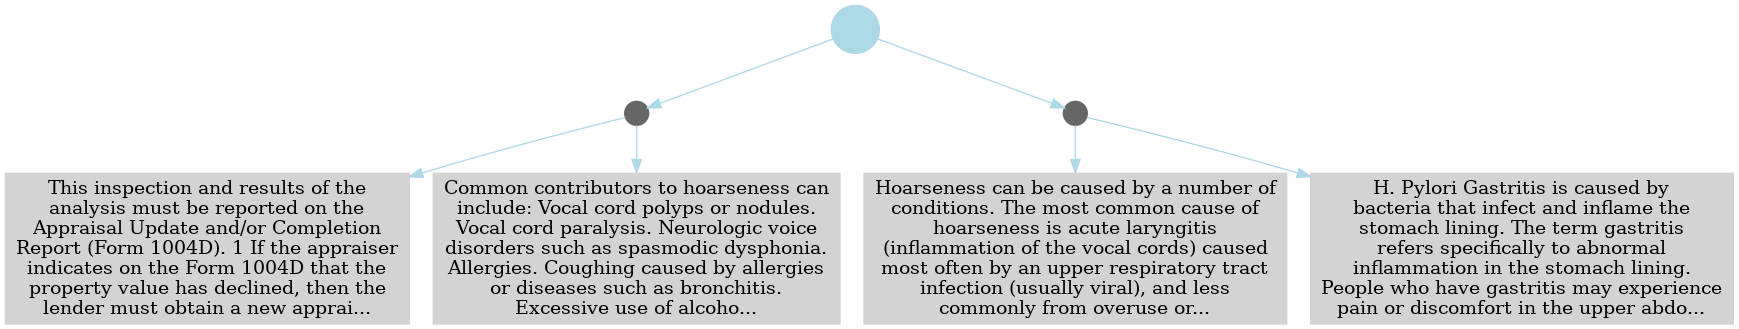 This inspection and results of the
analysis must be reported on the
Appraisal Update and/or Completion
Report (Form 1004D). 1 If the appraiser
indicates on the Form 1004D that the
property value has declined, then the
lender must obtain a new apprai...
Common contributors to hoarseness can
include: Vocal cord polyps or nodules.
Vocal cord paralysis. Neurologic voice
disorders such as spasmodic dysphonia.
Allergies. Coughing caused by allergies
or diseases such as bronchitis.
Excessive use of alcoho...
Hoarseness can be caused by a number of
conditions. The most common cause of
hoarseness is acute laryngitis
(inflammation of the vocal cords) caused
most often by an upper respiratory tract
infection (usually viral), and less
commonly from overuse or...
H. Pylori Gastritis is caused by
bacteria that infect and inflame the
stomach lining. The term gastritis
refers specifically to abnormal
inflammation in the stomach lining.
People who have gastritis may experience
pain or discomfort in the upper abdo...